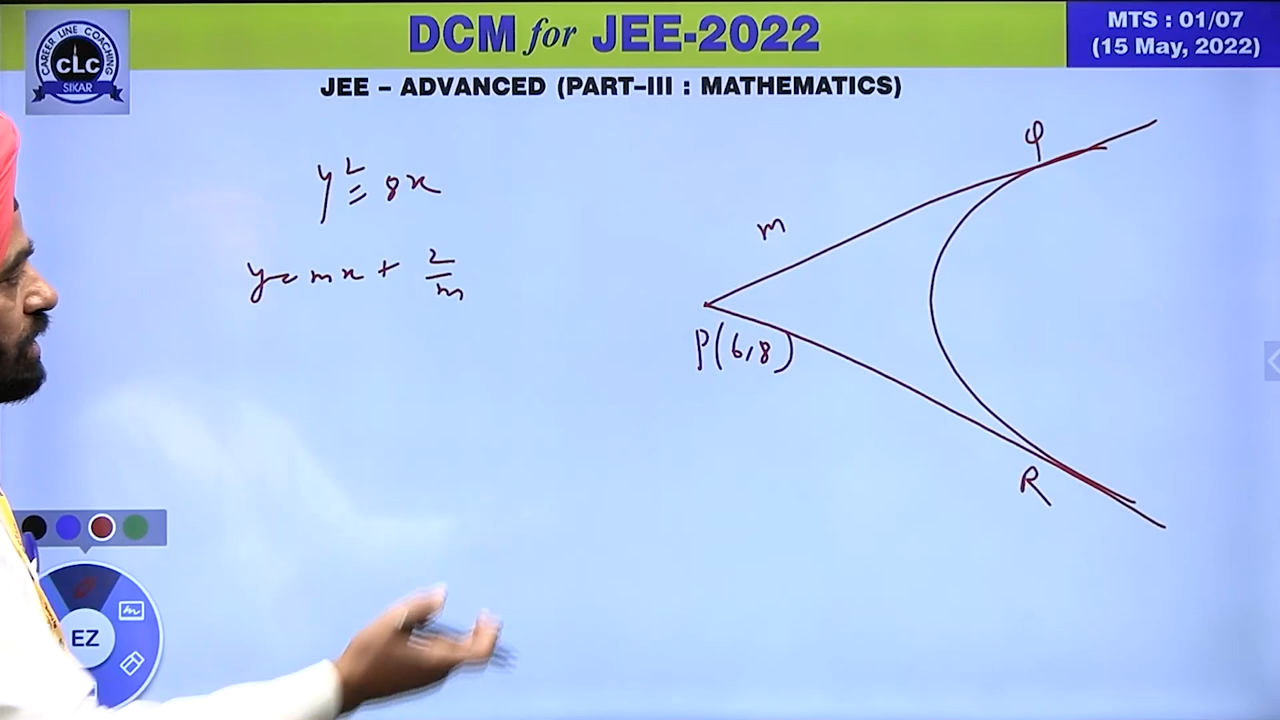 CAREER LINE COACHING
CLC
SIKAR
DCM for JEE-2022
MTS : 01/07
(15 May, 2022)
JEE – ADVANCED (PART–III : MATHEMATICS)
y² = 8x
y = mx + 2/m
m
φ
P(6,8)
R
EZ